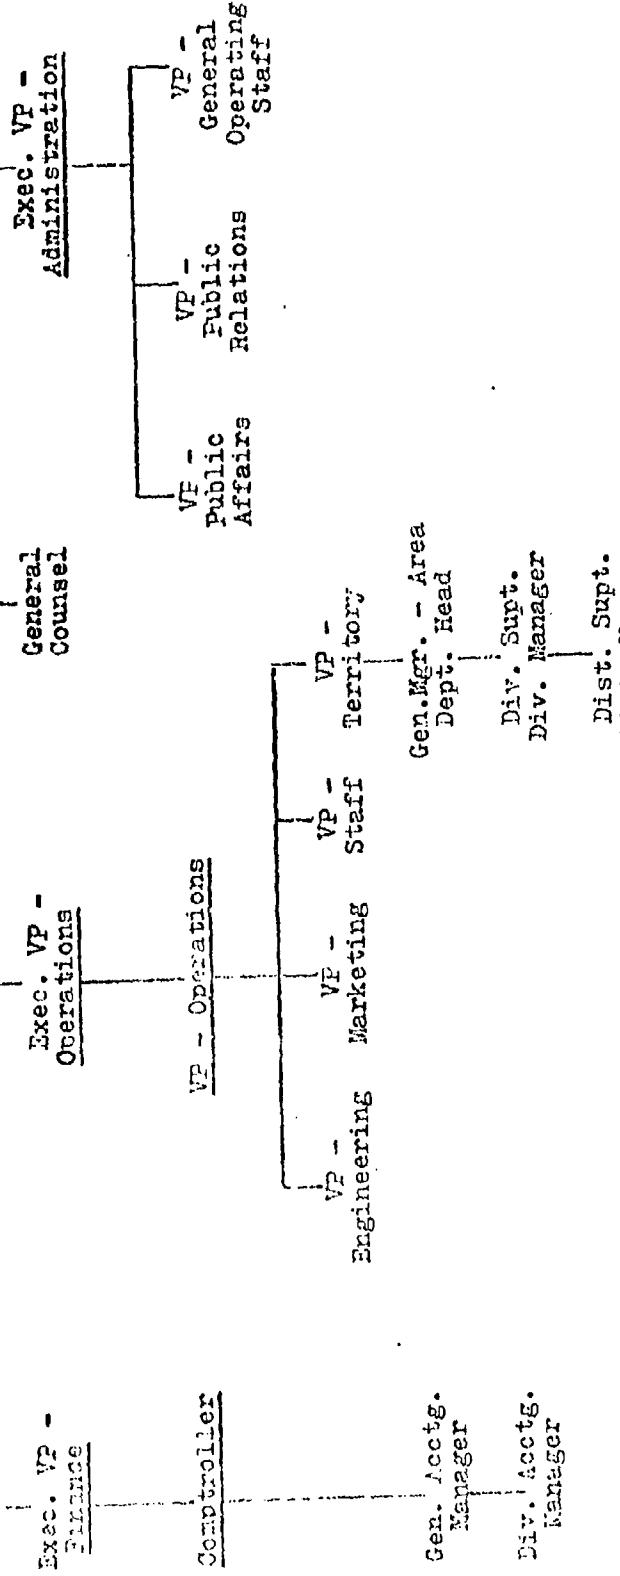 Exec. VP -
Finance
Comptroller
Gen. Acctg.
Manager
Div. Acctg.
Manager
Exec. VP -
Operations
VP - Operations
VP -
Engineering
VP -
Marketing
VP -
Staff
VP -
Territory
Gen.Mgr. - Area
Dept. Head
Div. Supt.
Div. Manager
Dist. Supt.
General
Counsel
Exec. VP -
Administration
VP -
Public
Affairs
VP -
Public
Relations
VP -
General
Operating
Staff